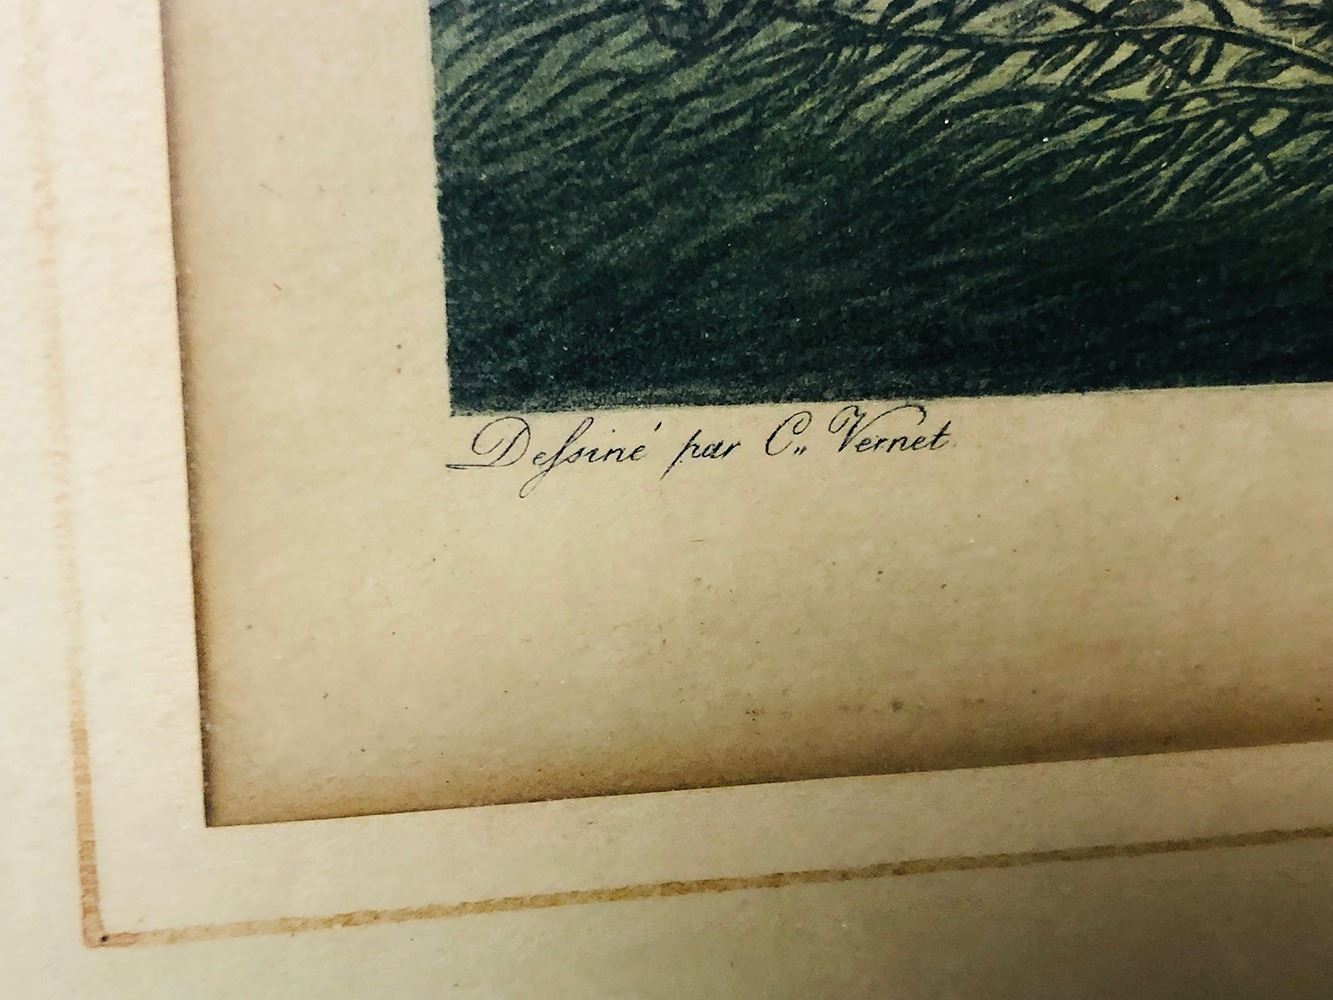 Deſsiné par C,, Vernet